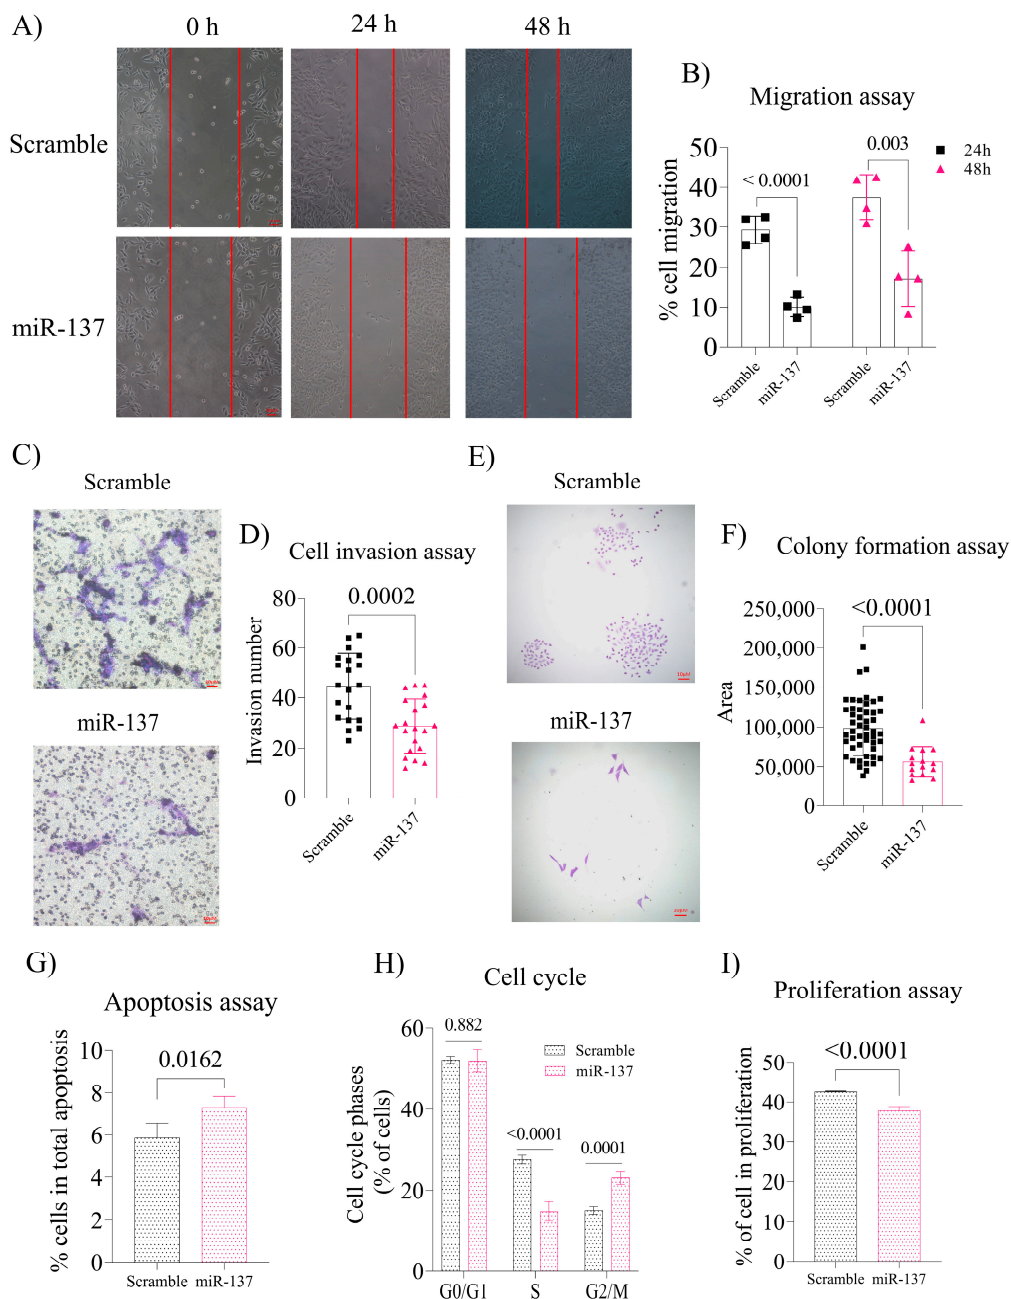 A)
0 h
24 h
48 h
Scramble
miR-137
B)
Migration assay
24h
48h
0.003
< 0.0001
% cell migration
50
40
30
20
10
0
Scramble
miR-137
Scramble
miR-137
C)
Scramble
miR-137
D)
Cell invasion assay
0.0002
Invasion number
80
60
40
20
0
Scramble
miR-137
E)
Scramble
miR-137
F)
Colony formation assay
<0.0001
Area
250,000
200,000
150,000
100,000
50,000
0
Scramble
miR-137
G)
Apoptosis assay
0.0162
% cells in total apoptosis
10
8
6
4
2
0
Scramble
miR-137
H)
Cell cycle
Scramble
miR-137
0.882
<0.0001
0.0001
Cell cycle phases
(% of cells)
60
40
20
0
G0/G1
S
G2/M
I)
Proliferation assay
<0.0001
% of cell in proliferation
50
40
30
20
10
0
Scramble
miR-137